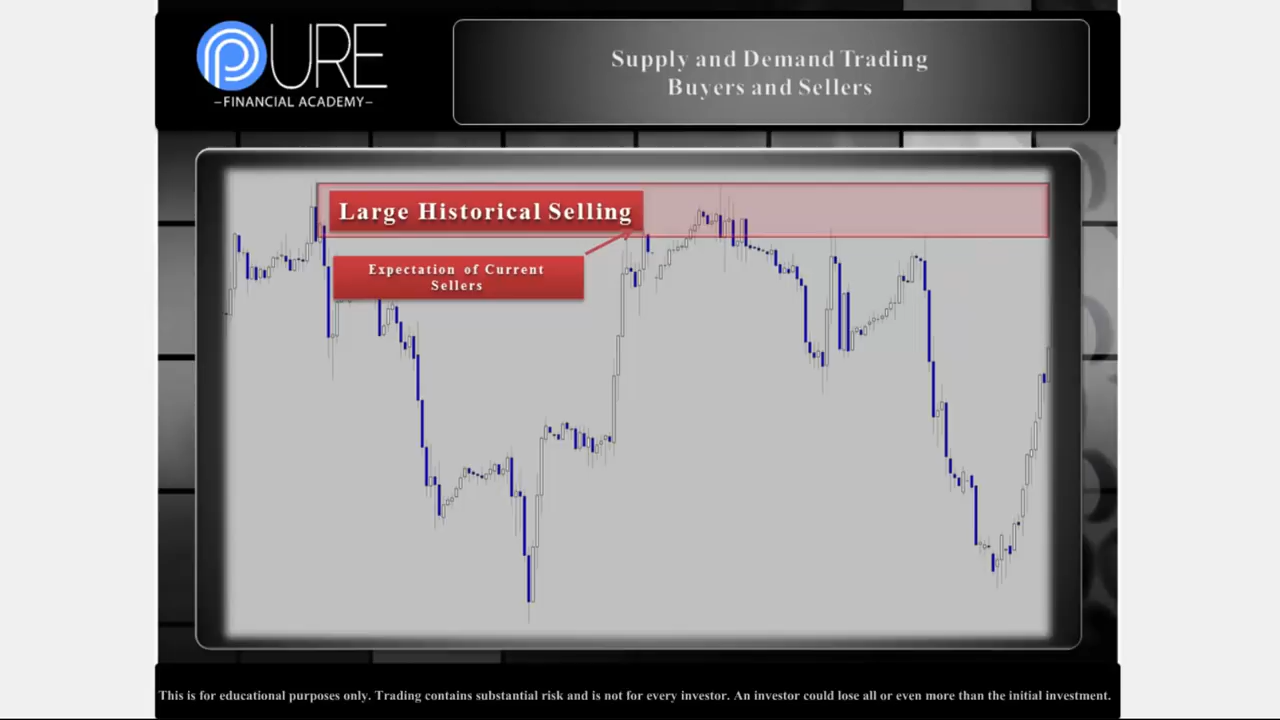 PURE
–FINANCIAL ACADEMY–
Supply and Demand Trading
Buyers and Sellers
Large Historical Selling
Expectation of Current
Sellers
This is for educational purposes only. Trading contains substantial risk and is not for every investor. An investor could lose all or even more than the initial investment.